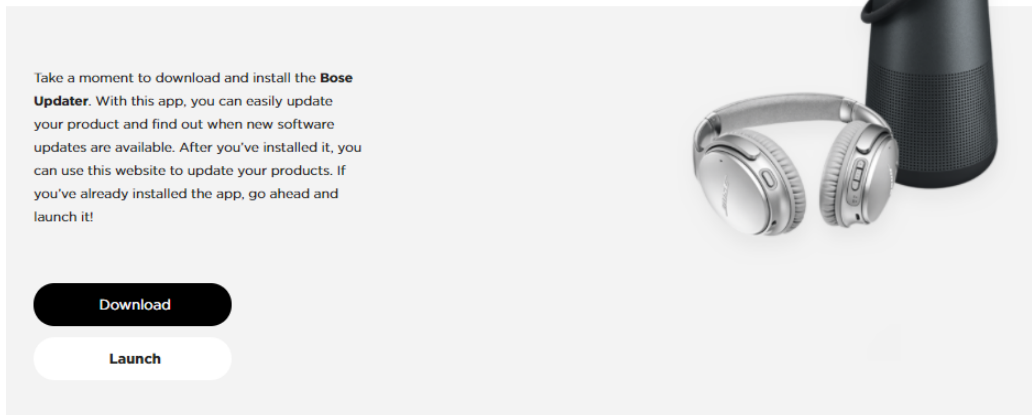 Take a moment to download and install the Bose
Updater. With this app, you can easily update
your product and find out when new software
updates are available. After you’ve installed it, you
can use this website to update your products. If
you’ve already installed the app, go ahead and
launch it!
Download
Launch